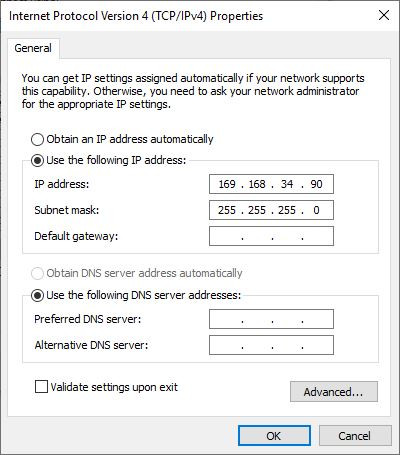 Internet Protocol Version 4 (TCP/IPv4) Properties
General
You can get IP settings assigned automatically if your network supports
this capability. Otherwise, you need to ask your network administrator
for the appropriate IP settings.
Obtain an IP address automatically
Use the following IP address:
IP address: 169 . 168 . 34 . 90
Subnet mask: 255 . 255 . 255 . 0
Default gateway: . . .
Obtain DNS server address automatically
Use the following DNS server addresses:
Preferred DNS server: . . .
Alternative DNS server: . . .
Validate settings upon exit
Advanced...
OK Cancel